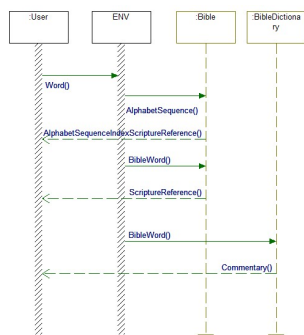 :User
ENV
:Bible
:BibleDictiona
ry
Word()
AlphabetSequence()
AlphabetSequenceIndexScriptureReference()
BibleWord()
ScriptureReference()
BibleWord()
Commentary()